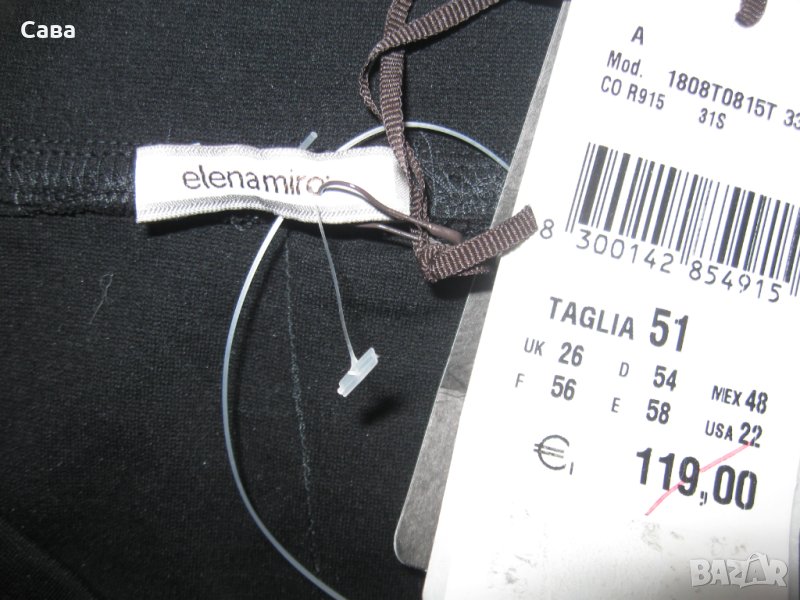 Сава
elenamiro
A
Mod. 1808T0815T 33
CO R915 31S
8 300142 854915
TAGLIA 51
UK 26 D 54 MEX 48
F 56 E 58 USA 22
€ı 119,00
BAZAR